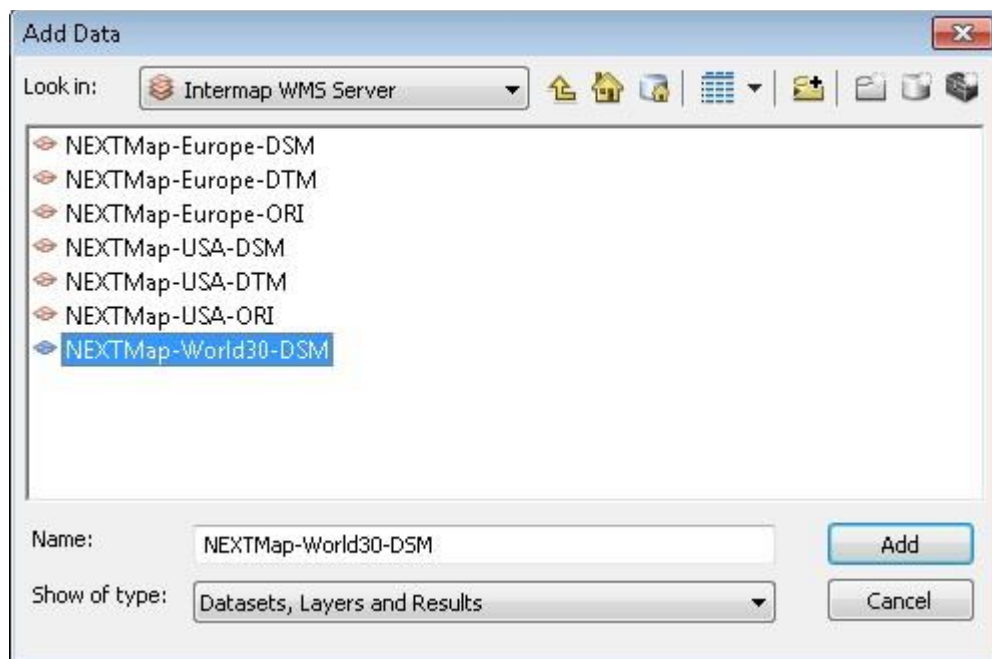 Add Data
Look in: Intermap WMS Server
NEXTMap-Europe-DSM
NEXTMap-Europe-DTM
NEXTMap-Europe-ORI
NEXTMap-USA-DSM
NEXTMap-USA-DTM
NEXTMap-USA-ORI
NEXTMap-World30-DSM
Name: NEXTMap-World30-DSM Add
Show of type: Datasets, Layers and Results Cancel